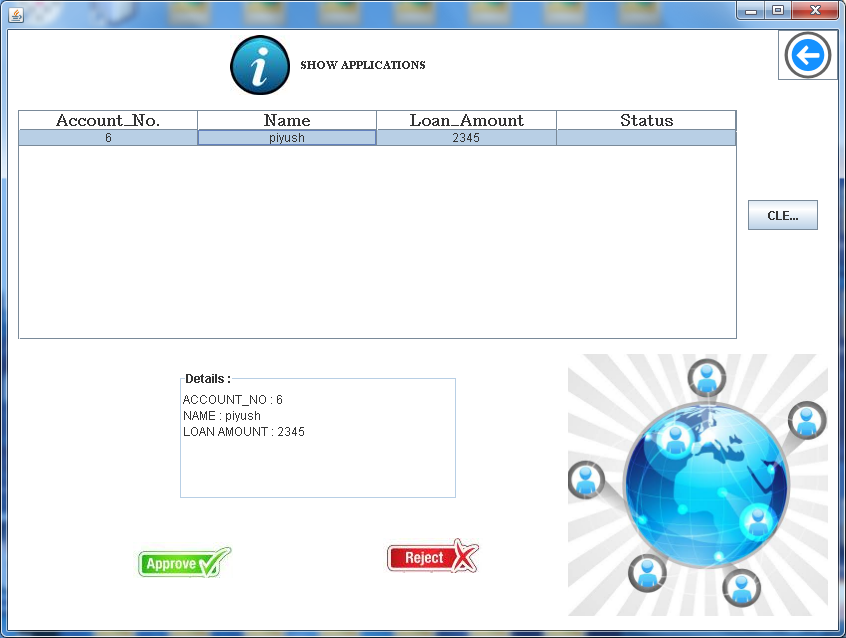 i SHOW APPLICATIONS
Account_No. Name Loan_Amount Status
6 piyush 2345
CLE...
Details :
ACCOUNT_NO : 6
NAME : piyush
LOAN AMOUNT : 2345
Approve Reject